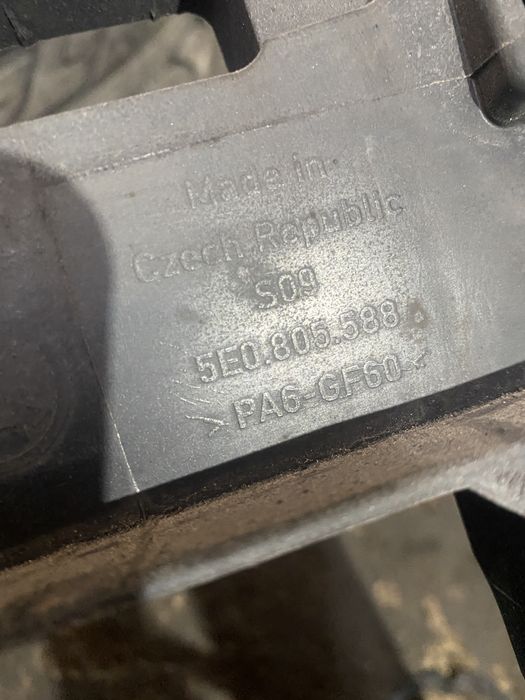 Made in
Czech Republic
S09
5E0.805.588
>PA6-GF60<